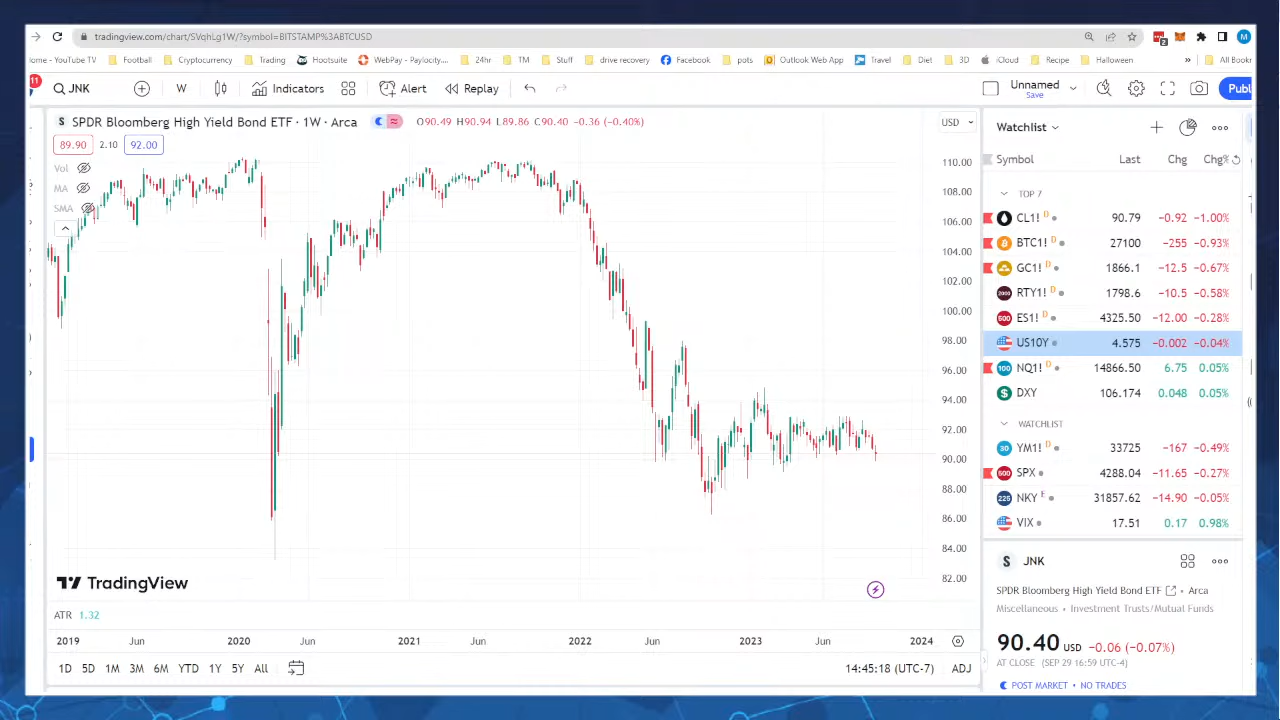 tradingview.com/chart/SVqhLg1W/?symbol=BITSTAMP%3ABTCUSD
2
M
Home - YouTube TV Football Cryptocurrency Trading Hootsuite WebPay - Paylocity,... 24hr TM Stuff drive recovery Facebook pots Outlook Web App Travel Diet 3D iCloud Recipe Halloween » All Book
11
JNK W Indicators Alert Replay Unnamed Save Publ
S SPDR Bloomberg High Yield Bond ETF · 1W · Arca O90.49 H90.94 L89.86 C90.40 −0.36 (−0.40%) USD
89.90 2.10 92.00
Vol
MA
SMA
110.00
108.00
106.00
104.00
102.00
100.00
98.00
96.00
94.00
92.00
90.00
88.00
86.00
84.00
82.00
TradingView
ATR 1.32
2019 Jun 2020 Jun 2021 Jun 2022 Jun 2023 Jun 2024
1D 5D 1M 3M 6M YTD 1Y 5Y All 14:45:18 (UTC-7) ADJ
Watchlist
Symbol Last Chg Chg%
TOP 7
CL1! D 90.79 −0.92 −1.00%
BTC1! D 27100 −255 −0.93%
GC1! D 1866.1 −12.5 −0.67%
2000 RTY1! D 1798.6 −10.5 −0.58%
500 ES1! D 4325.50 −12.00 −0.28%
US10Y 4.575 −0.002 −0.04%
100 NQ1! D 14866.50 6.75 0.05%
$ DXY 106.174 0.048 0.05%
WATCHLIST
30 YM1! D 33725 −167 −0.49%
500 SPX 4288.04 −11.65 −0.27%
225 NKY E 31857.62 −14.90 −0.05%
VIX 17.51 0.17 0.98%
S JNK
SPDR Bloomberg High Yield Bond ETF • Arca
Miscellaneous • Investment Trusts/Mutual Funds
90.40 USD −0.06 (−0.07%)
AT CLOSE (SEP 29 16:59 UTC-4)
POST MARKET • NO TRADES